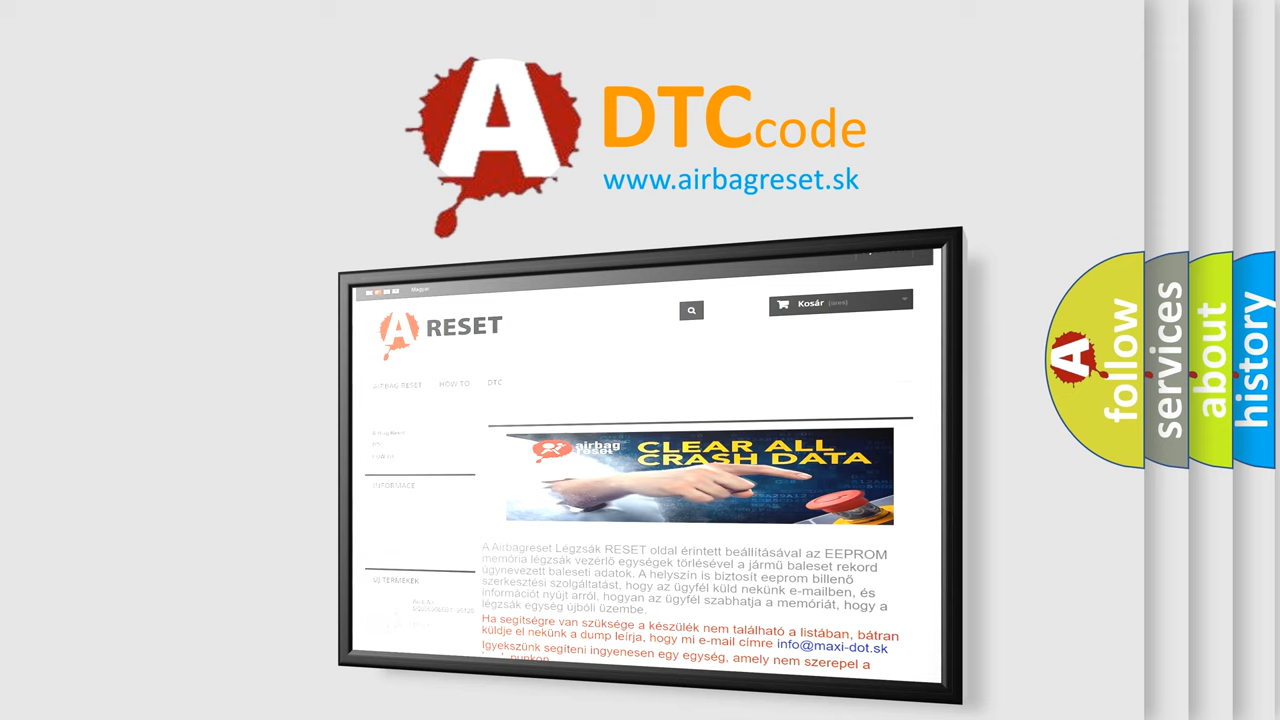 A
DTCcode
www.airbagreset.sk
Magyar
A RESET
Kosár (üres)
AIRBAG RESET HOW TO DTC
INFORMACE
airbag
reset
CLEAR ALL
CRASH DATA
A Airbagreset Légzsák RESET oldal érintett beállításával az EEPROM
memória légzsák vezérlő egységek törlésével a jármű baleset rekord
úgynevezett baleseti adatok, A helyszín is biztosít eeprom billenő
szerkesztési szolgáltatást, hogy az ügyfél küld nekünk e-mailben, és
információt nyújt arról, hogyan az ügyfél szabhatja a memóriát, hogy a
légzsák egység újbóli üzembe.
Ha segítségre van szüksége a készülék nem található a listában, bátran
küldje el nekünk a dump leírja, hogy mi e-mail címre info@maxi-dot.sk
Igyekszünk segíteni ingyenesen egy egység, amely nem szerepel a
ÚJ TERMÉKEK
A
follow
services
about
history